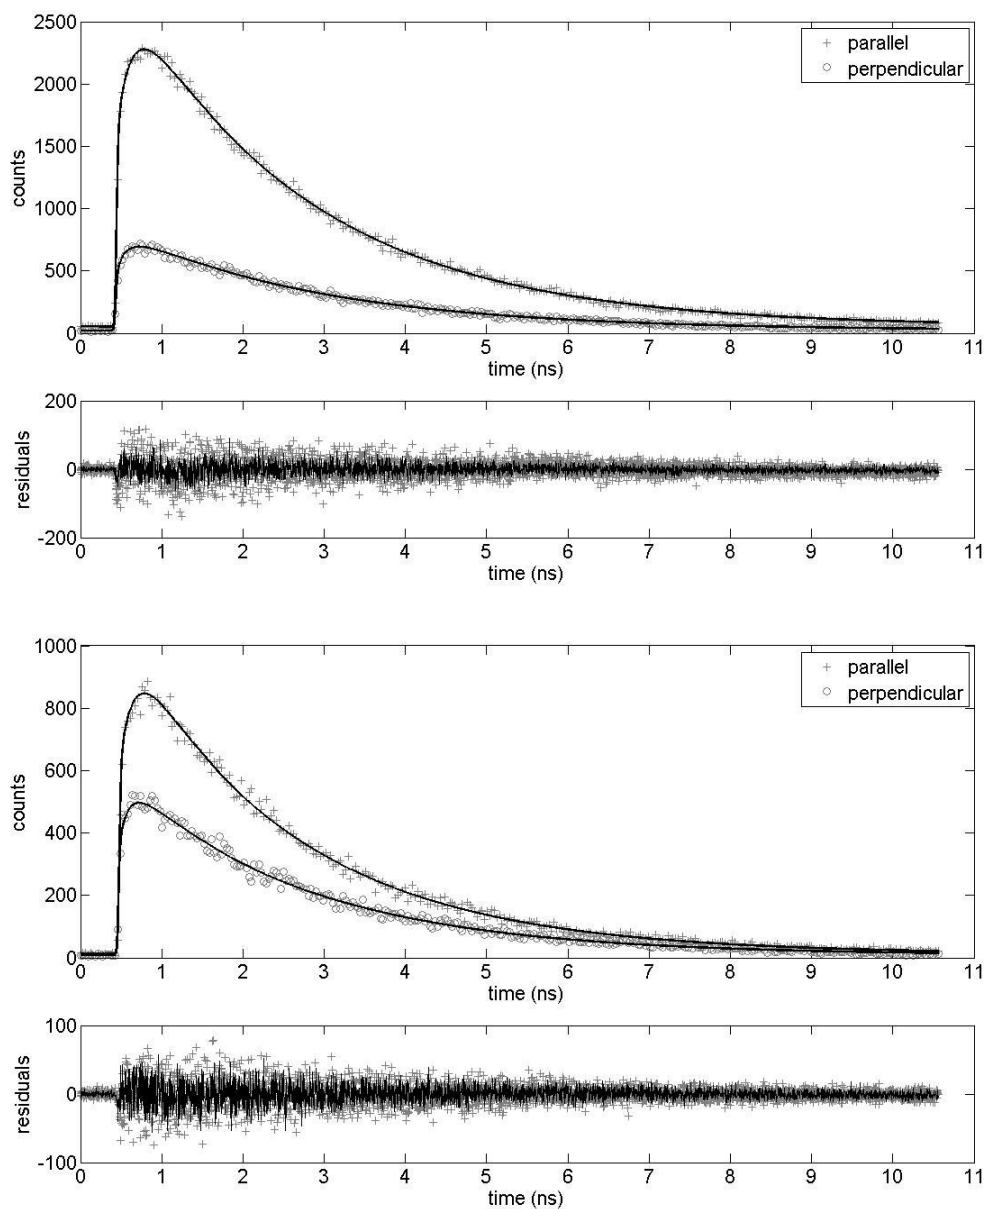 2500
2000
1500
1000
500
0
counts
parallel
perpendicular
0 1 2 3 4 5 6 7 8 9 10 11
time (ns)
200
0
-200
residuals
0 1 2 3 4 5 6 7 8 9 10 11
time (ns)
1000
800
600
400
200
0
counts
parallel
perpendicular
0 1 2 3 4 5 6 7 8 9 10 11
time (ns)
100
0
-100
residuals
0 1 2 3 4 5 6 7 8 9 10 11
time (ns)